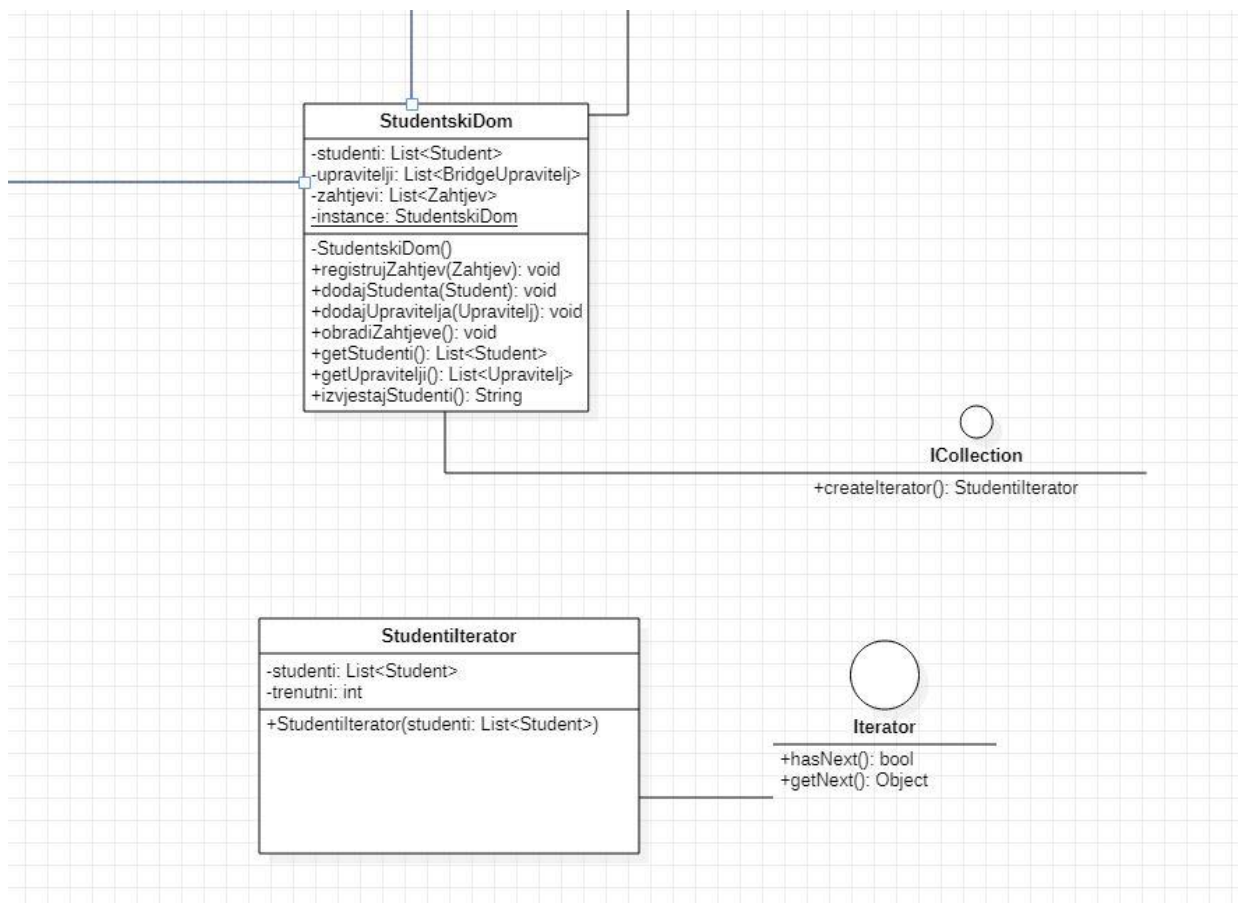 StudentskiDom
-studenti: List<Student>
-upravitelji: List<BridgeUpravitelj>
-zahtjevi: List<Zahtjev>
-instance: StudentskiDom
-StudentskiDom()
+registrujZahtjev(Zahtjev): void
+dodajStudenta(Student): void
+dodajUpravitelja(Upravitelj): void
+obradiZahtjeve(): void
+getStudenti(): List<Student>
+getUpravitelji(): List<Upravitelj>
+izvjestajStudenti(): String
ICollection
+createIterator(): StudentiIterator
StudentiIterator
-studenti: List<Student>
-trenutni: int
+StudentiIterator(studenti: List<Student>)
Iterator
+hasNext(): bool
+getNext(): Object